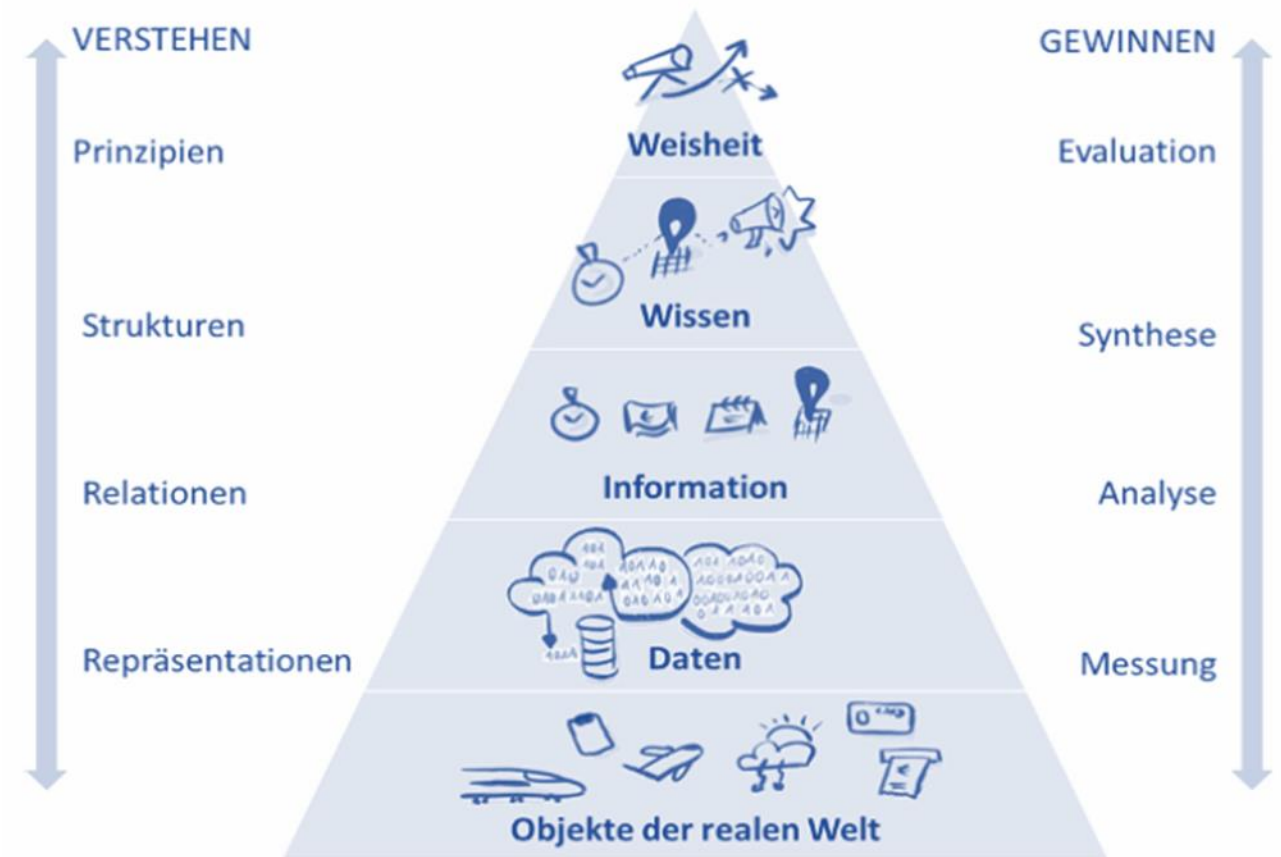 VERSTEHEN
GEWINNEN
Weisheit
Prinzipien
Evaluation
Wissen
Strukturen
Synthese
Information
Relationen
Analyse
Daten
Repräsentationen
Messung
Objekte der realen Welt